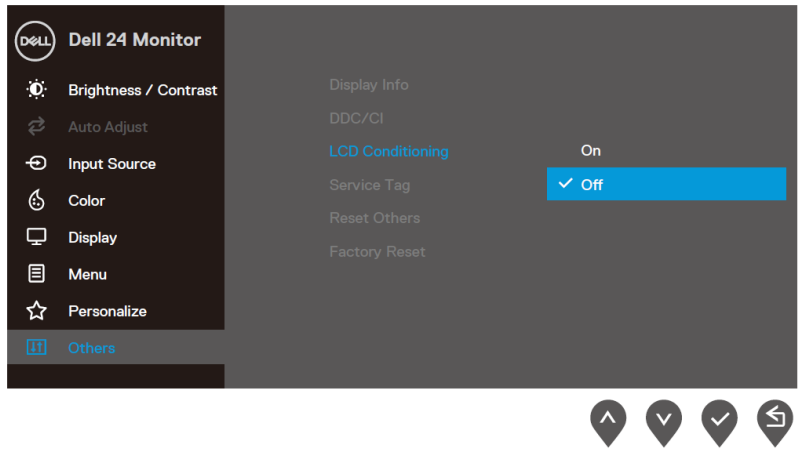 DELL
Dell 24 Monitor
Brightness / Contrast
Auto Adjust
Input Source
Color
Display
Menu
Personalize
Others
Display Info
DDC/CI
LCD Conditioning
Service Tag
Reset Others
Factory Reset
On
Off